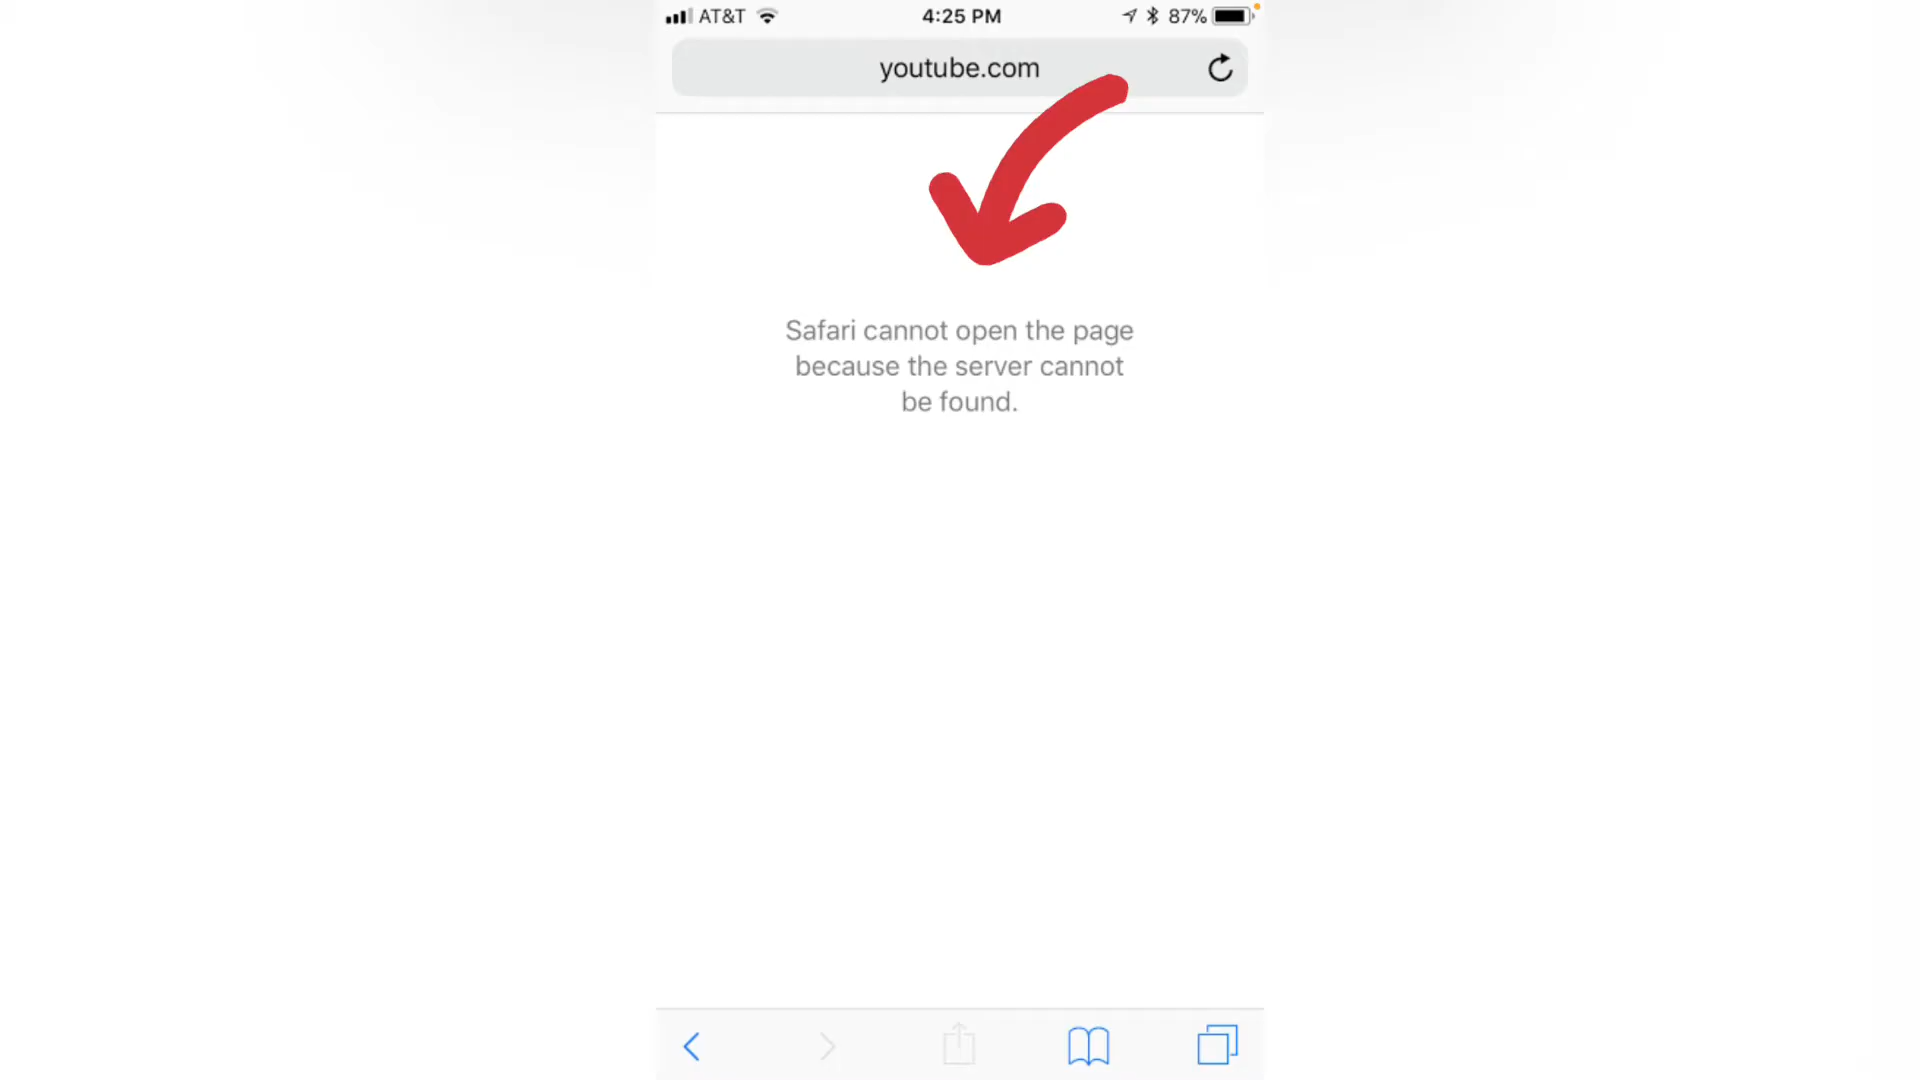 AT&T 4:25 PM 87%
youtube.com
Safari cannot open the page
because the server cannot
be found.